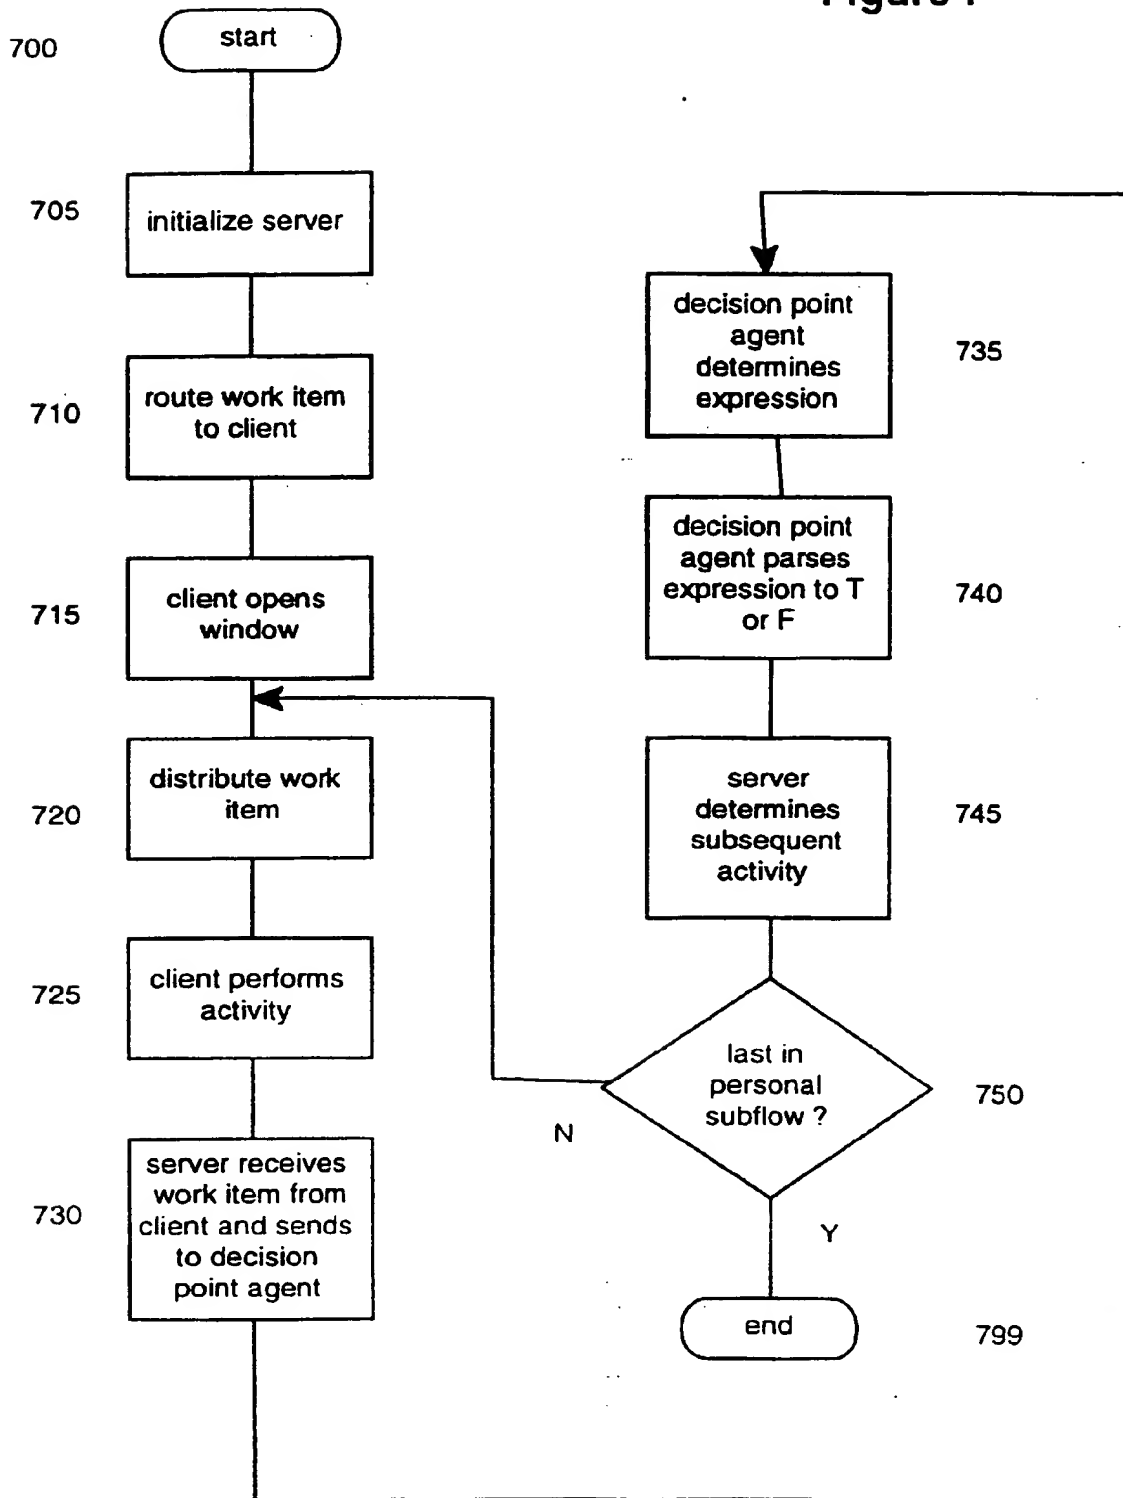 700
start
705
initialize server
710
route work item
to client
715
client opens
window
720
distribute work
item
725
client performs
activity
730
server receives
work item from
client and sends
to decision
point agent
decision point
agent
determines
expression
735
decision point
agent parses
expression to T
or F
740
server
determines
subsequent
activity
745
last in
personal
subflow ?
750
N
Y
end
799